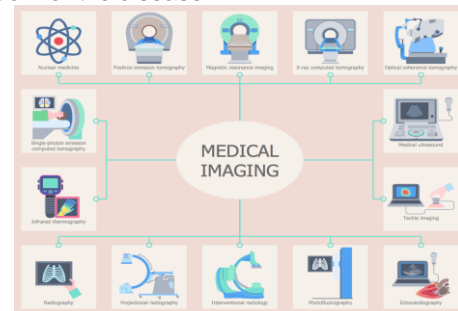 Nuclear medicine
Positron emission tomography
Magnetic resonance imaging
X-ray computed tomography
Optical coherence tomography
Single-photon emission
computed tomography
MEDICAL
IMAGING
Medical ultrasound
Infrared thermography
Tactile imaging
Radiography
Projectional radiography
Interventional radiology
Photofluorography
Echocardiography